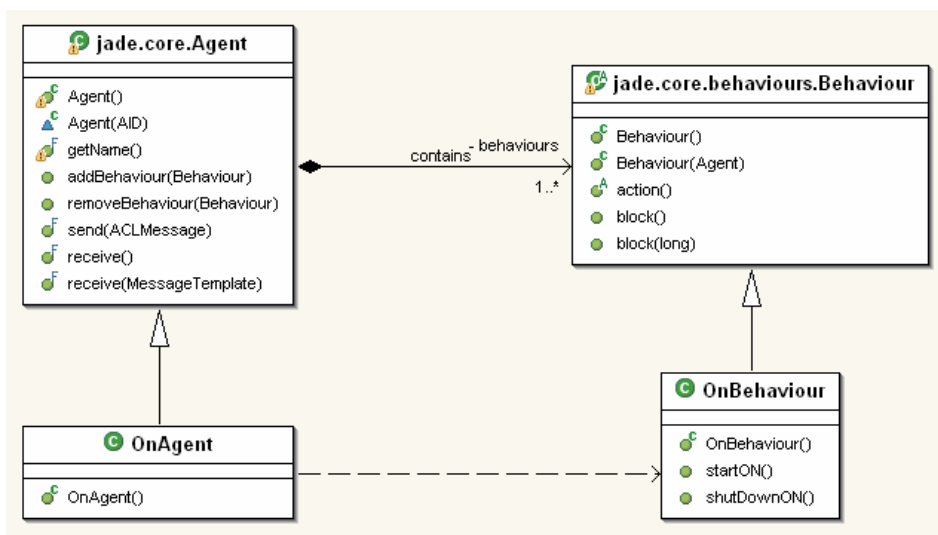 jade.core.Agent
Agent()
Agent(AID)
getName()
addBehaviour(Behaviour)
removeBehaviour(Behaviour)
send(ACLMessage)
receive()
receive(MessageTemplate)
- behaviours
contains
1..*
jade.core.behaviours.Behaviour
Behaviour()
Behaviour(Agent)
action()
block()
block(long)
OnAgent
OnAgent()
OnBehaviour
OnBehaviour()
startON()
shutDownON()